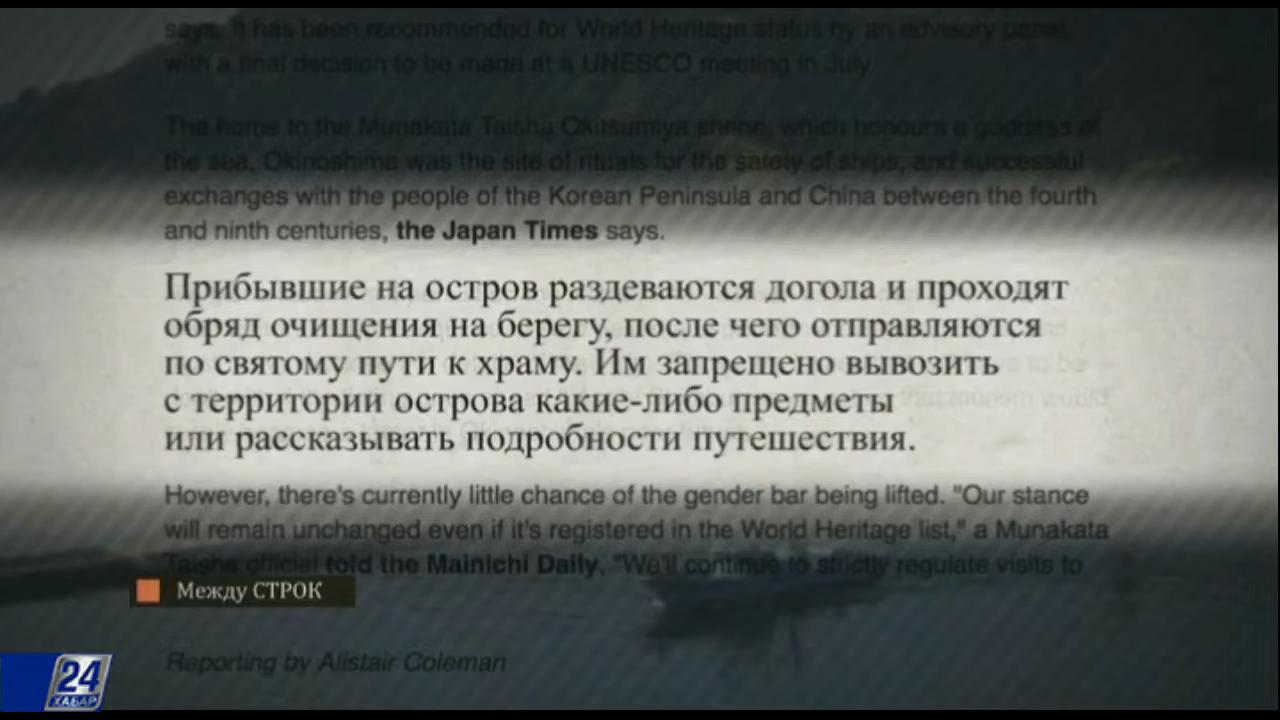 says. It has been recommended for World Heritage status by an advisory panel,
with a final decision to be made at a UNESCO meeting in July
The home to the Munakata Taisha Okitsumiya shrine, which honours a goddess of
the sea, Okinoshima was the site of rituals for the safety of ships, and successful
exchanges with the people of the Korean Peninsula and China between the fourth
and ninth centuries, the Japan Times says.
Прибывшие на остров раздеваются догола и проходят
обряд очищения на берегу, после чего отправляются
по святому пути к храму. Им запрещено вывозить
с территории острова какие-либо предметы
или рассказывать подробности путешествия.
However, there's currently little chance of the gender bar being lifted. "Our stance
will remain unchanged even if it's registered in the World Heritage list," a Munakata
Taisha official told the Mainichi Daily, "We'll continue to strictly regulate visits to
Между СТРОК
Reporting by Alistair Coleman
24
ХАБАР